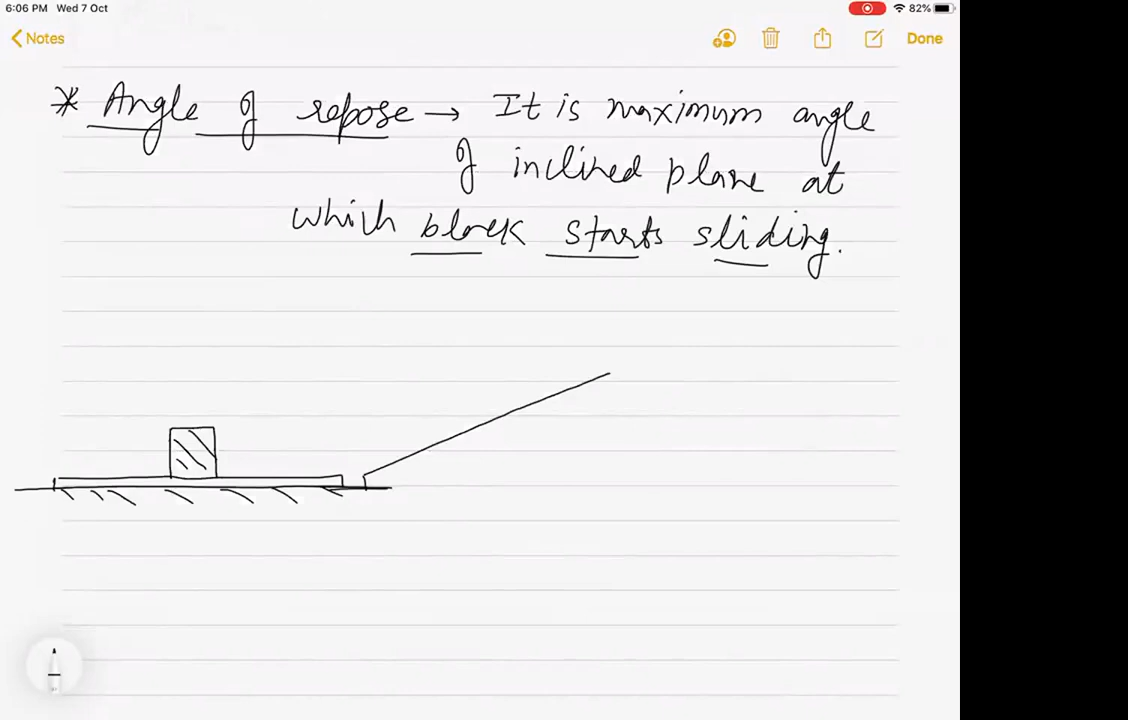 6:06 PM Wed 7 Oct
82%
Notes
Done
* Angle of repose → It is maximum angle
of inclined plane at
which block starts sliding.